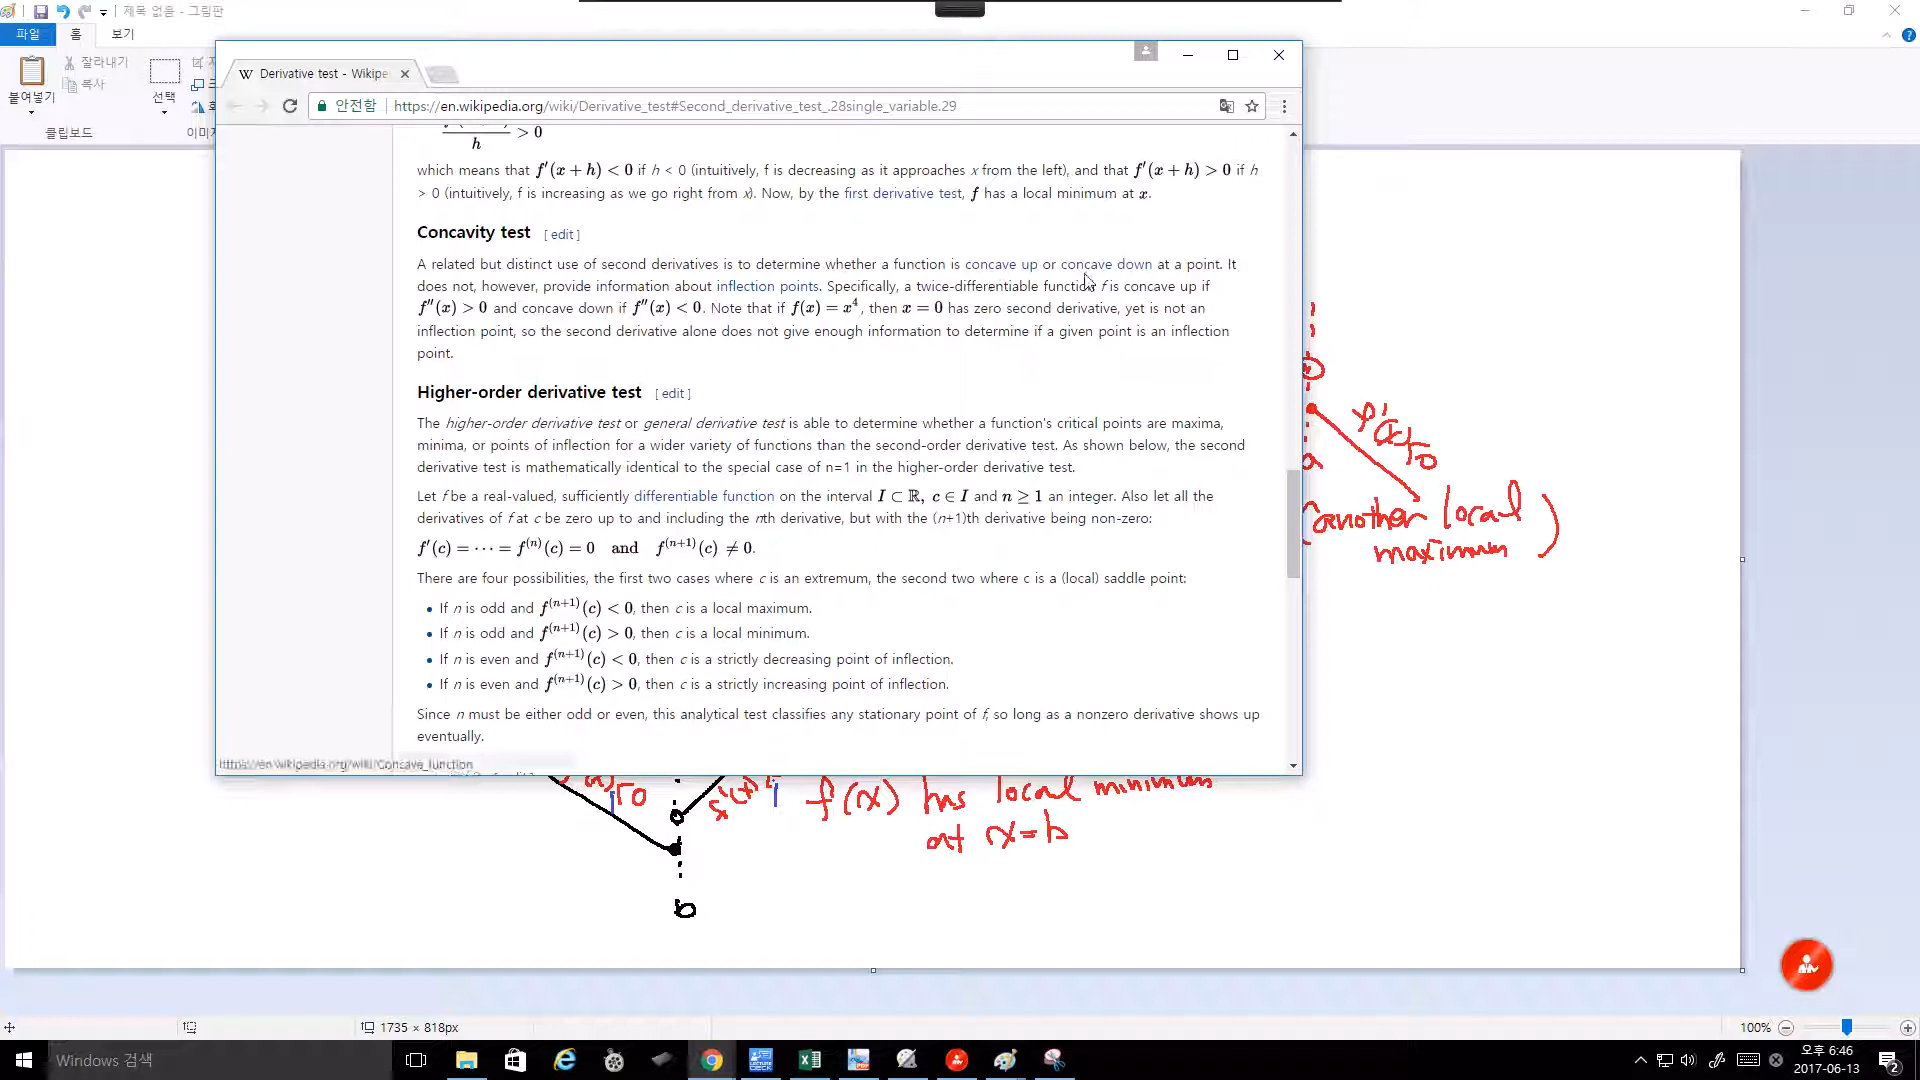 제목 없음 - 그림판
파일 홈 보기
붙여넣기
잘라내기
복사
클립보드
선택
Derivative test - Wikipe
안전함 https://en.wikipedia.org/wiki/Derivative_test#Second_derivative_test_.28single_variable.29
h > 0
which means that f′(x + h) < 0 if h < 0 (intuitively, f is decreasing as it approaches x from the left), and that f′(x + h) > 0 if h
> 0 (intuitively, f is increasing as we go right from x). Now, by the first derivative test, f has a local minimum at x.
Concavity test [ edit ]
A related but distinct use of second derivatives is to determine whether a function is concave up or concave down at a point. It
does not, however, provide information about inflection points. Specifically, a twice-differentiable function f is concave up if
f″(x) > 0 and concave down if f″(x) < 0. Note that if f(x) = x⁴, then x = 0 has zero second derivative, yet is not an
inflection point, so the second derivative alone does not give enough information to determine if a given point is an inflection
point.
Higher-order derivative test [ edit ]
The higher-order derivative test or general derivative test is able to determine whether a function's critical points are maxima,
minima, or points of inflection for a wider variety of functions than the second-order derivative test. As shown below, the second
derivative test is mathematically identical to the special case of n=1 in the higher-order derivative test.
Let f be a real-valued, sufficiently differentiable function on the interval I ⊂ ℝ, c ∈ I and n ≥ 1 an integer. Also let all the
derivatives of f at c be zero up to and including the nth derivative, but with the (n+1)th derivative being non-zero:
f′(c) = ⋯ = f⁽ⁿ⁾(c) = 0 and f⁽ⁿ⁺¹⁾(c) ≠ 0.
There are four possibilities, the first two cases where c is an extremum, the second two where c is a (local) saddle point:
• If n is odd and f⁽ⁿ⁺¹⁾(c) < 0, then c is a local maximum.
• If n is odd and f⁽ⁿ⁺¹⁾(c) > 0, then c is a local minimum.
• If n is even and f⁽ⁿ⁺¹⁾(c) < 0, then c is a strictly decreasing point of inflection.
• If n is even and f⁽ⁿ⁺¹⁾(c) > 0, then c is a strictly increasing point of inflection.
Since n must be either odd or even, this analytical test classifies any stationary point of f, so long as a nonzero derivative shows up
eventually.
https://en.wikipedia.org/wiki/Concave_function
(another local
maximum)
f(x) has local minimum
at x=b
b
1735 × 818px
100%
Windows 검색
오후 6:46
2017-06-13
2